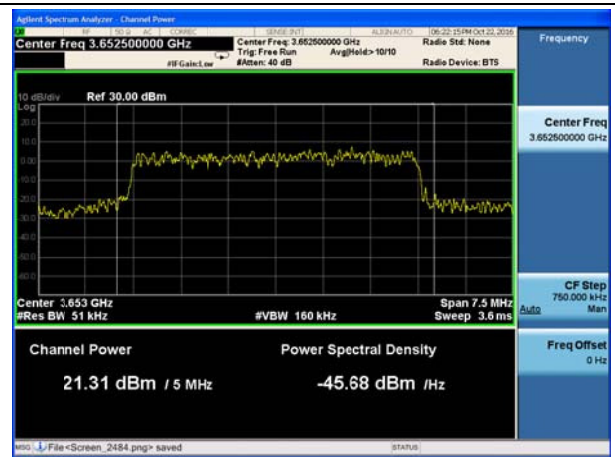 Agilent Spectrum Analyzer - Channel Power
RF 50 Ω AC CORREC SENSE:INT ALIGN AUTO 06:22:15 PM Oct 22, 2016
Center Freq 3.652500000 GHz
Center Freq: 3.652500000 GHz
Radio Std: None
Trig: Free Run Avg|Hold:> 10/10
#IFGain:Low #Atten: 40 dB Radio Device: BTS
Frequency
10 dB/div Ref 30.00 dBm
Log
20.0
10.0
0.00
-10.0
-20.0
-30.0
-40.0
-50.0
-60.0
Center Freq
3.652500000 GHz
Center 3.653 GHz Span 7.5 MHz
#Res BW 51 kHz #VBW 160 kHz Sweep 3.6 ms
CF Step
750.000 kHz
Auto Man
Channel Power Power Spectral Density
21.31 dBm / 5 MHz -45.68 dBm /Hz
Freq Offset
0 Hz
MSG File <Screen_2484.png> saved STATUS